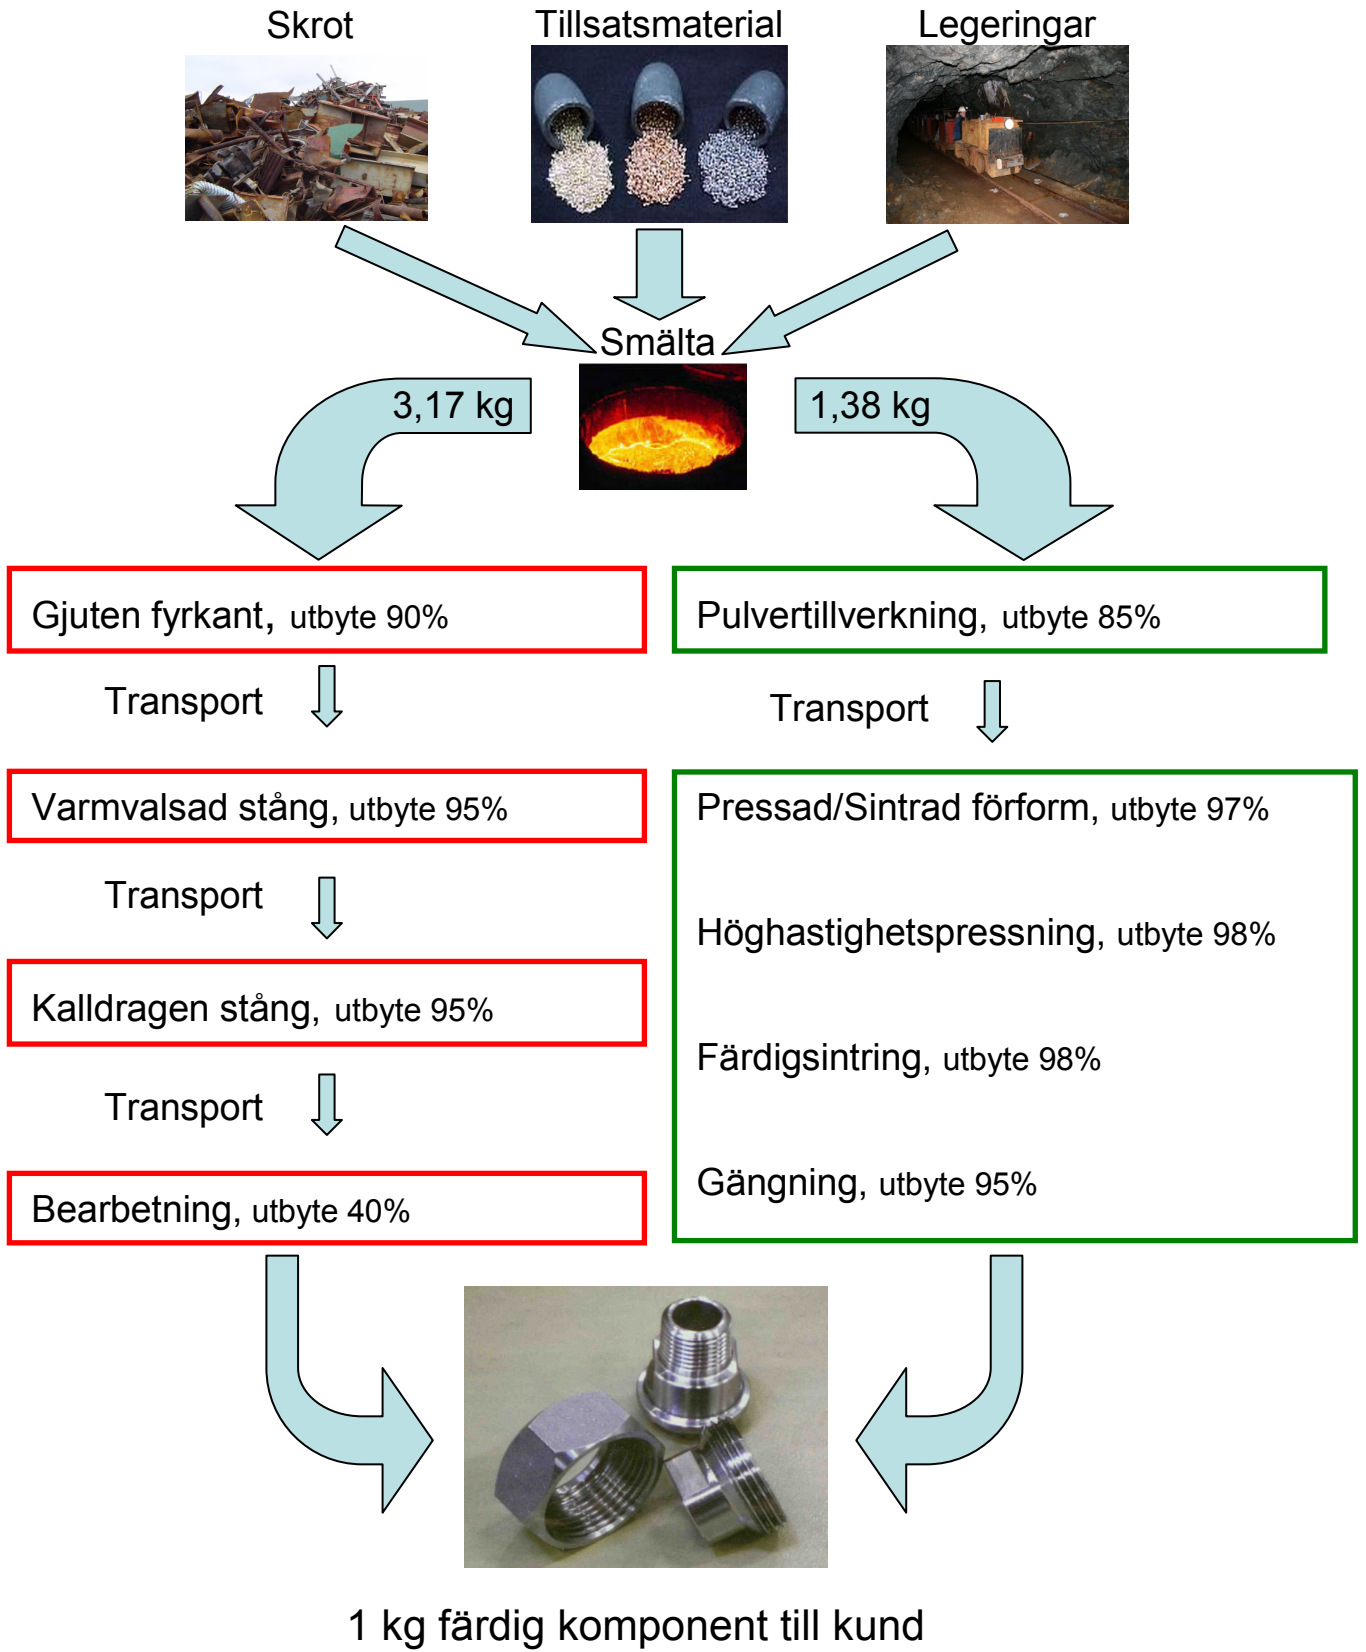 Skrot
Tillsatsmaterial
Legeringar
Smälta
3,17 kg
1,38 kg
Gjuten fyrkant, utbyte 90%
Transport
Varmvalsad stång, utbyte 95%
Transport
Kalldragen stång, utbyte 95%
Transport
Bearbetning, utbyte 40%
Pulvertillverkning, utbyte 85%
Transport
Pressad/Sintrad förform, utbyte 97%
Höghastighetspressning, utbyte 98%
Färdigsintring, utbyte 98%
Gängning, utbyte 95%
1 kg färdig komponent till kund